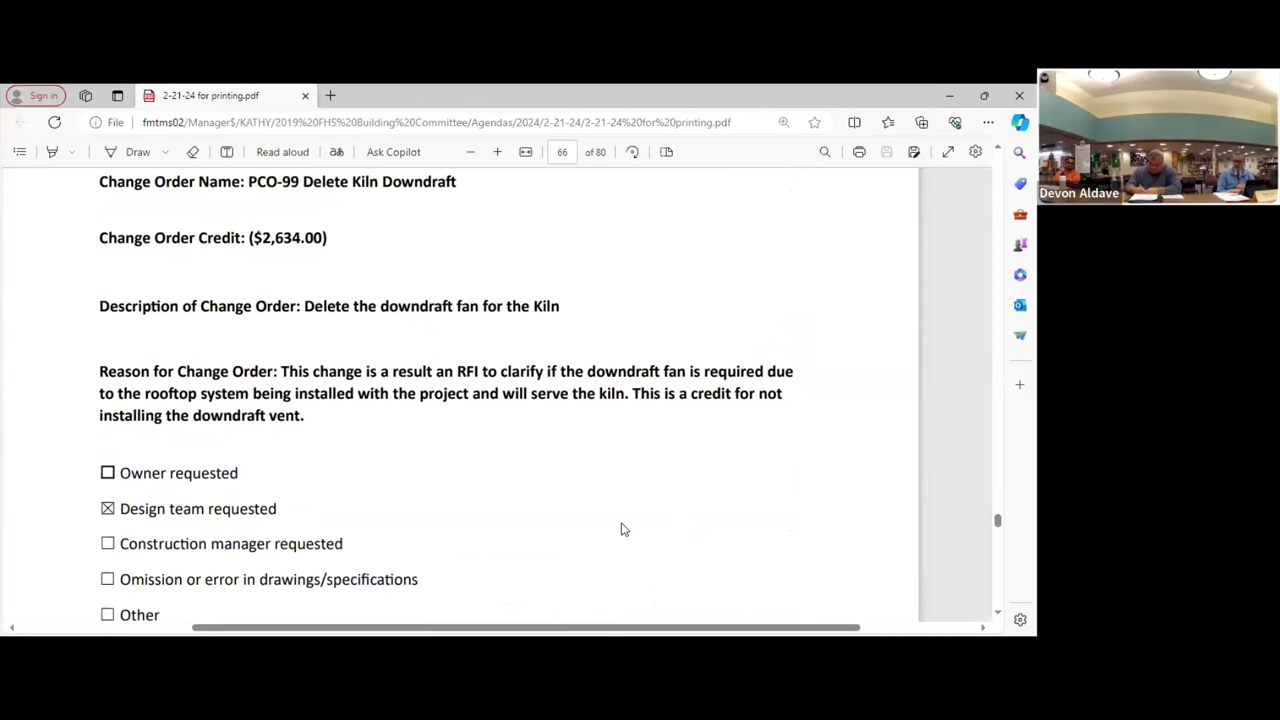 Sign in
2-21-24 for printing.pdf
File
fmtms02/Manager$/KATHY/2019%20FHS%20Building%20Committee/Agendas/2024/2-21-24/2-21-24%20for%20printing.pdf
Draw
Read aloud
Ask Copilot
66 of 80
Change Order Name: PCO-99 Delete Kiln Downdraft
Change Order Credit: ($2,634.00)
Description of Change Order: Delete the downdraft fan for the Kiln
Reason for Change Order: This change is a result an RFI to clarify if the downdraft fan is required due
to the rooftop system being installed with the project and will serve the kiln. This is a credit for not
installing the downdraft vent.
☐ Owner requested
☒ Design team requested
☐ Construction manager requested
☐ Omission or error in drawings/specifications
☐ Other
Devon Aldave